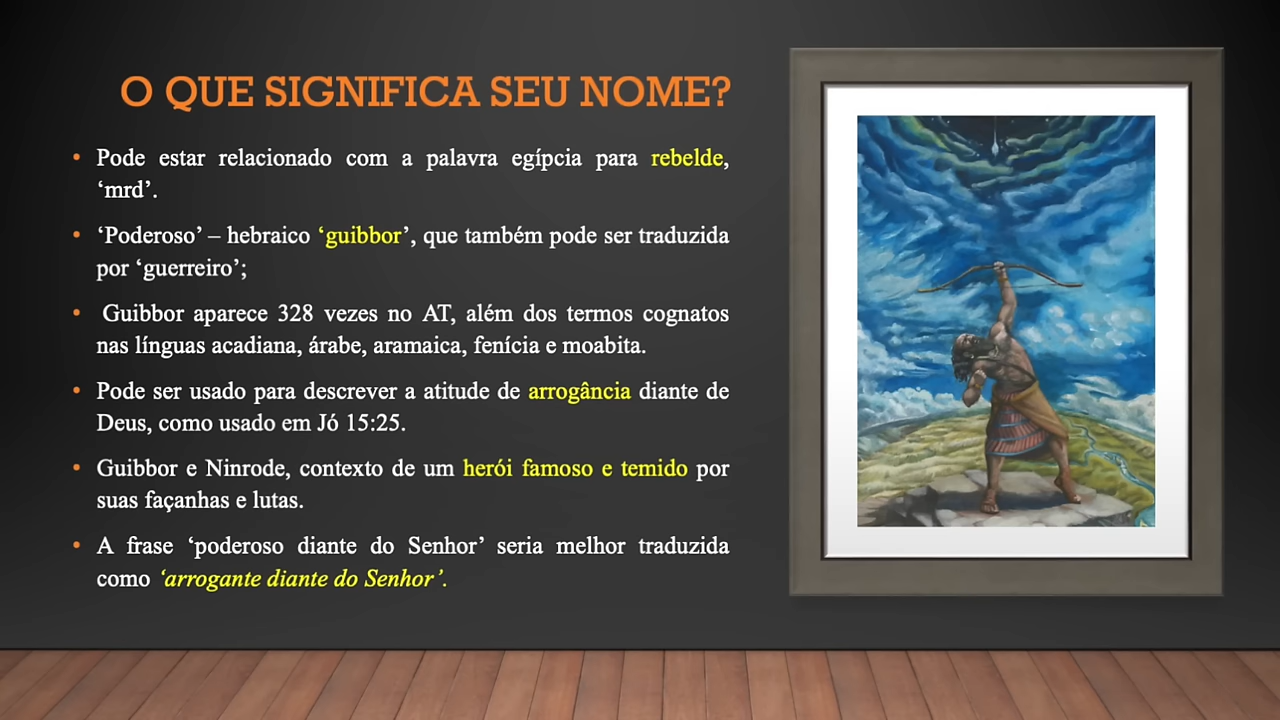 O QUE SIGNIFICA SEU NOME?
• Pode estar relacionado com a palavra egípcia para rebelde,
‘mrd’.
• ‘Poderoso’ – hebraico ‘guibbor’, que também pode ser traduzida
por ‘guerreiro’;
• Guibbor aparece 328 vezes no AT, além dos termos cognatos
nas línguas acadiana, árabe, aramaica, fenícia e moabita.
• Pode ser usado para descrever a atitude de arrogância diante de
Deus, como usado em Jó 15:25.
• Guibbor e Ninrode, contexto de um herói famoso e temido por
suas façanhas e lutas.
• A frase ‘poderoso diante do Senhor’ seria melhor traduzida
como ‘arrogante diante do Senhor’.